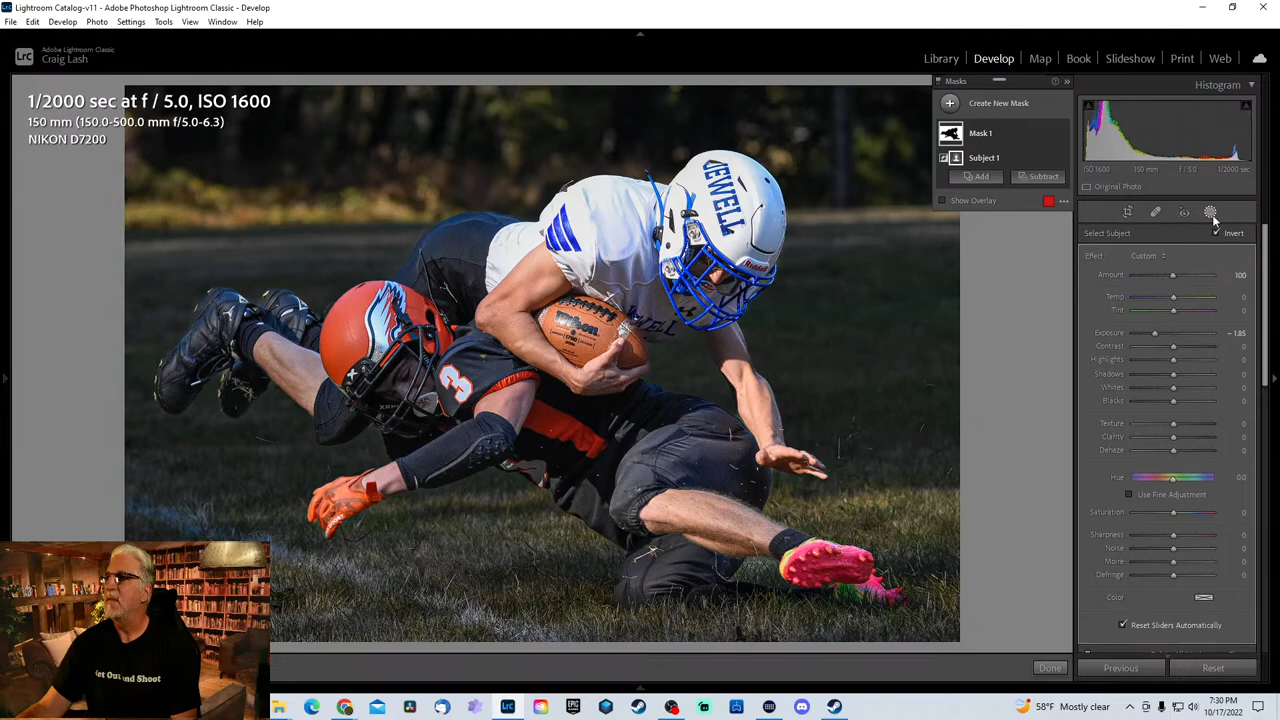 Lightroom Catalog-v11 - Adobe Photoshop Lightroom Classic - Develop
File Edit Develop Photo Settings Tools View Window Help
Lrc
Adobe Lightroom Classic
Craig Lash
Library | Develop | Map | Book | Slideshow | Print | Web
1/2000 sec at f / 5.0, ISO 1600
150 mm (150.0-500.0 mm f/5.0-6.3)
NIKON D7200
Masks
Create New Mask
Mask 1
Subject 1
Add Subtract
Show Overlay
Histogram
ISO 1600 150 mm f / 5.0 1/2000 sec
Original Photo
Select Subject Invert
Effect : Custom
Amount 100
Temp 0
Tint 0
Exposure - 1.85
Contrast 0
Highlights 0
Shadows 0
Whites 0
Blacks 0
Texture 0
Clarity 0
Dehaze 0
Hue 0.0
Use Fine Adjustment
Saturation 0
Sharpness 0
Noise 0
Moiré 0
Defringe 0
Color
Reset Sliders Automatically
Done
Previous Reset
JEWELL
Riddell
Wilson
JEWELL
3
Get Out and Shoot
Lrc
EPIC
58°F Mostly clear
7:30 PM
10/17/2022